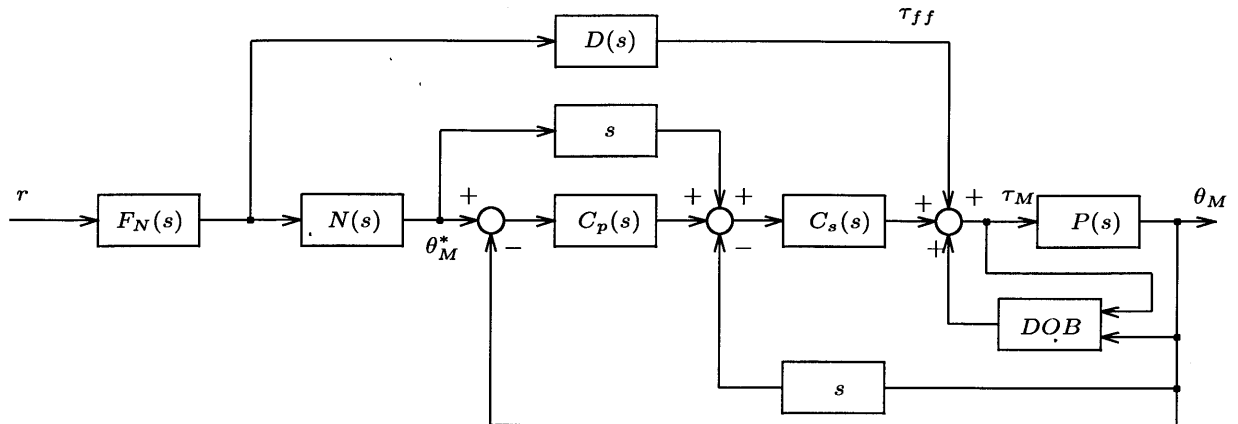 τ_ff
D(s)
s
r
F_N(s)
N(s)
+
θ*_M
−
C_p(s)
+
+
−
C_s(s)
+
+
+
τ_M
P(s)
θ_M
DOB
s